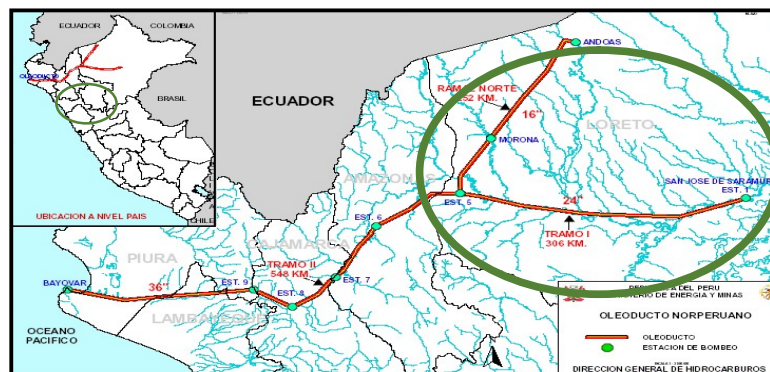 ECUADOR
COLOMBIA
OLEODUCTO
BRASIL
UBICACION A NIVEL PAIS
CHILE
ECUADOR
ANDOAS
RAMAL NORTE
252 KM.
16"
LORETO
MORONA
AMAZONAS
SAN JOSE DE SARAMURO
EST. 1
EST. 5
24"
TRAMO I
306 KM.
EST. 6
CAJAMARCA
TRAMO II
548 KM
EST. 7
PIURA
BAYOVAR
36"
EST. 9
EST. 8
LAMBAYEQUE
OCEANO
PACIFICO
REPUBLICA DEL PERU
MINISTERIO DE ENERGIA Y MINAS
OLEODUCTO NORPERUANO
OLEODUCTO
ESTACION DE BOMBEO
DIRECCION GENERAL DE HIDROCARBUROS